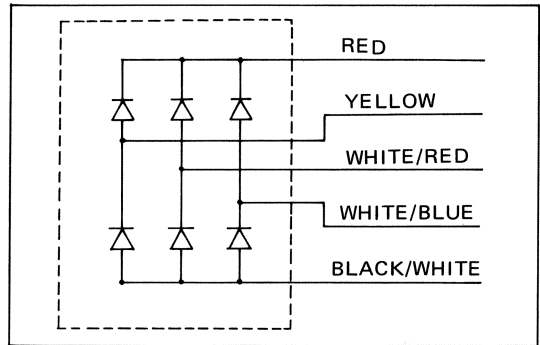 RED
YELLOW
WHITE/RED
WHITE/BLUE
BLACK/WHITE